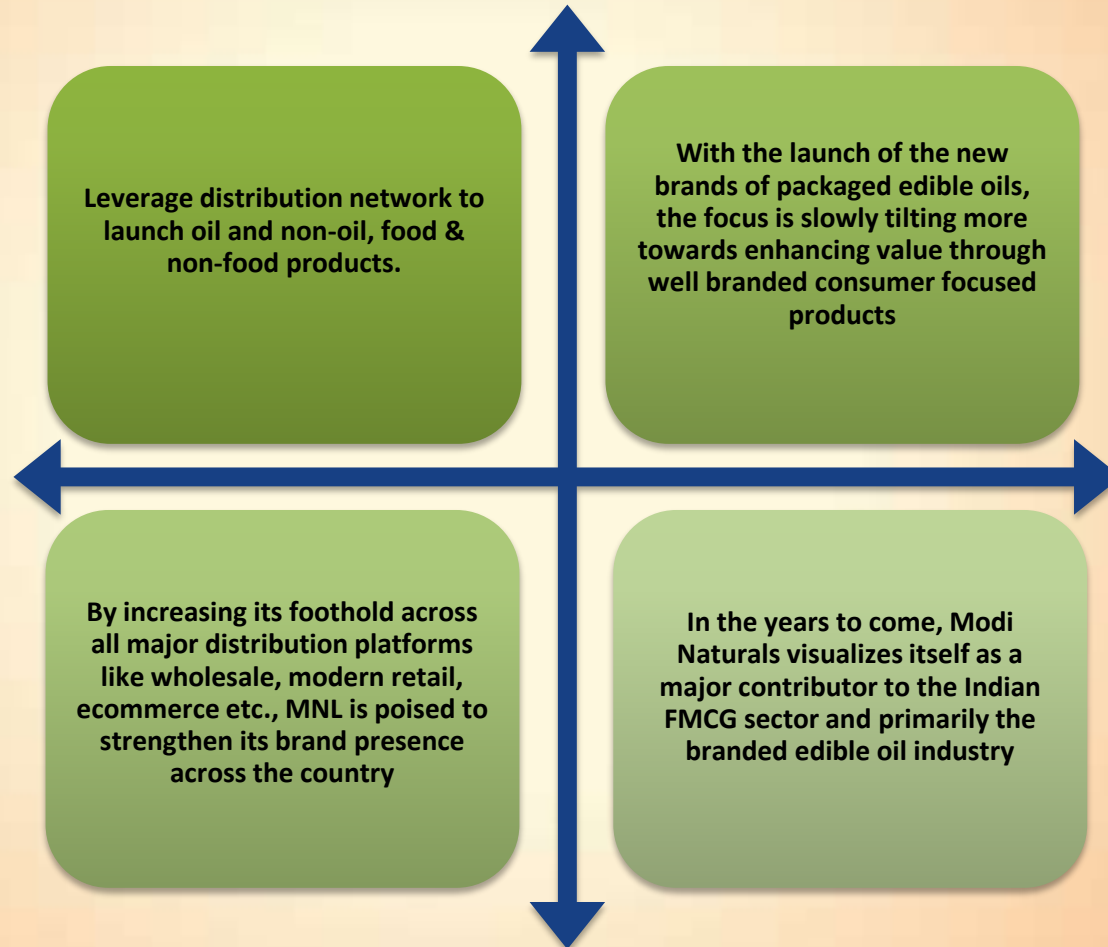 Leverage distribution network to
launch oil and non-oil, food &
non-food products.
With the launch of the new
brands of packaged edible oils,
the focus is slowly tilting more
towards enhancing value through
well branded consumer focused
products
By increasing its foothold across
all major distribution platforms
like wholesale, modern retail,
ecommerce etc., MNL is poised to
strengthen its brand presence
across the country
In the years to come, Modi
Naturals visualizes itself as a
major contributor to the Indian
FMCG sector and primarily the
branded edible oil industry